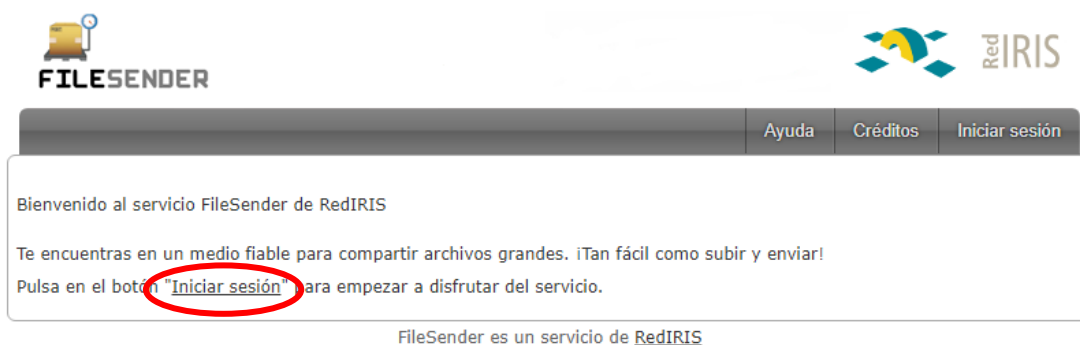 FILESENDER
RedIRIS
Ayuda Créditos Iniciar sesión
Bienvenido al servicio FileSender de RedIRIS
Te encuentras en un medio fiable para compartir archivos grandes. ¡Tan fácil como subir y enviar!
Pulsa en el botón "Iniciar sesión" para empezar a disfrutar del servicio.
FileSender es un servicio de RedIRIS